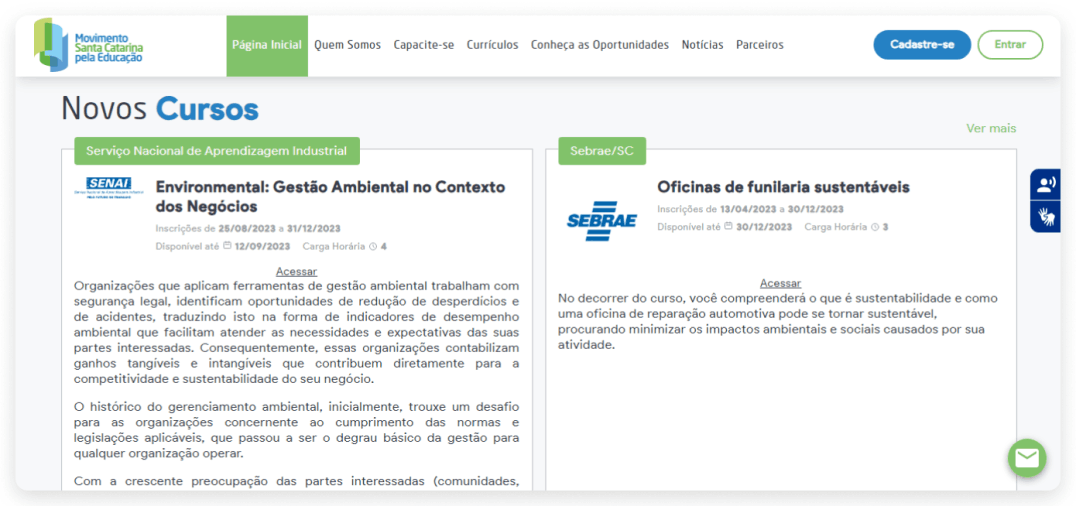 Movimento
Santa Catarina
pela Educação
Página Inicial
Quem Somos
Capacite-se
Currículos
Conheça as Oportunidades
Notícias
Parceiros
Cadastre-se
Entrar
Novos Cursos
Ver mais
Serviço Nacional de Aprendizagem Industrial
SENAI
Environmental: Gestão Ambiental no Contexto
dos Negócios
Inscrições de 25/08/2023 a 31/12/2023
Disponível até 12/09/2023 Carga Horária 4
Acessar
Organizações que aplicam ferramentas de gestão ambiental trabalham com
segurança legal, identificam oportunidades de redução de desperdícios e
de acidentes, traduzindo isto na forma de indicadores de desempenho
ambiental que facilitam atender as necessidades e expectativas das suas
partes interessadas. Consequentemente, essas organizações contabilizam
ganhos tangíveis e intangíveis que contribuem diretamente para a
competitividade e sustentabilidade do seu negócio.
O histórico do gerenciamento ambiental, inicialmente, trouxe um desafio
para as organizações concernente ao cumprimento das normas e
legislações aplicáveis, que passou a ser o degrau básico da gestão para
qualquer organização operar.
Com a crescente preocupação das partes interessadas (comunidades,
Sebrae/SC
SEBRAE
Oficinas de funilaria sustentáveis
Inscrições de 13/04/2023 a 30/12/2023
Disponível até 30/12/2023 Carga Horária 3
Acessar
No decorrer do curso, você compreenderá o que é sustentabilidade e como
uma oficina de reparação automotiva pode se tornar sustentável,
procurando minimizar os impactos ambientais e sociais causados por sua
atividade.